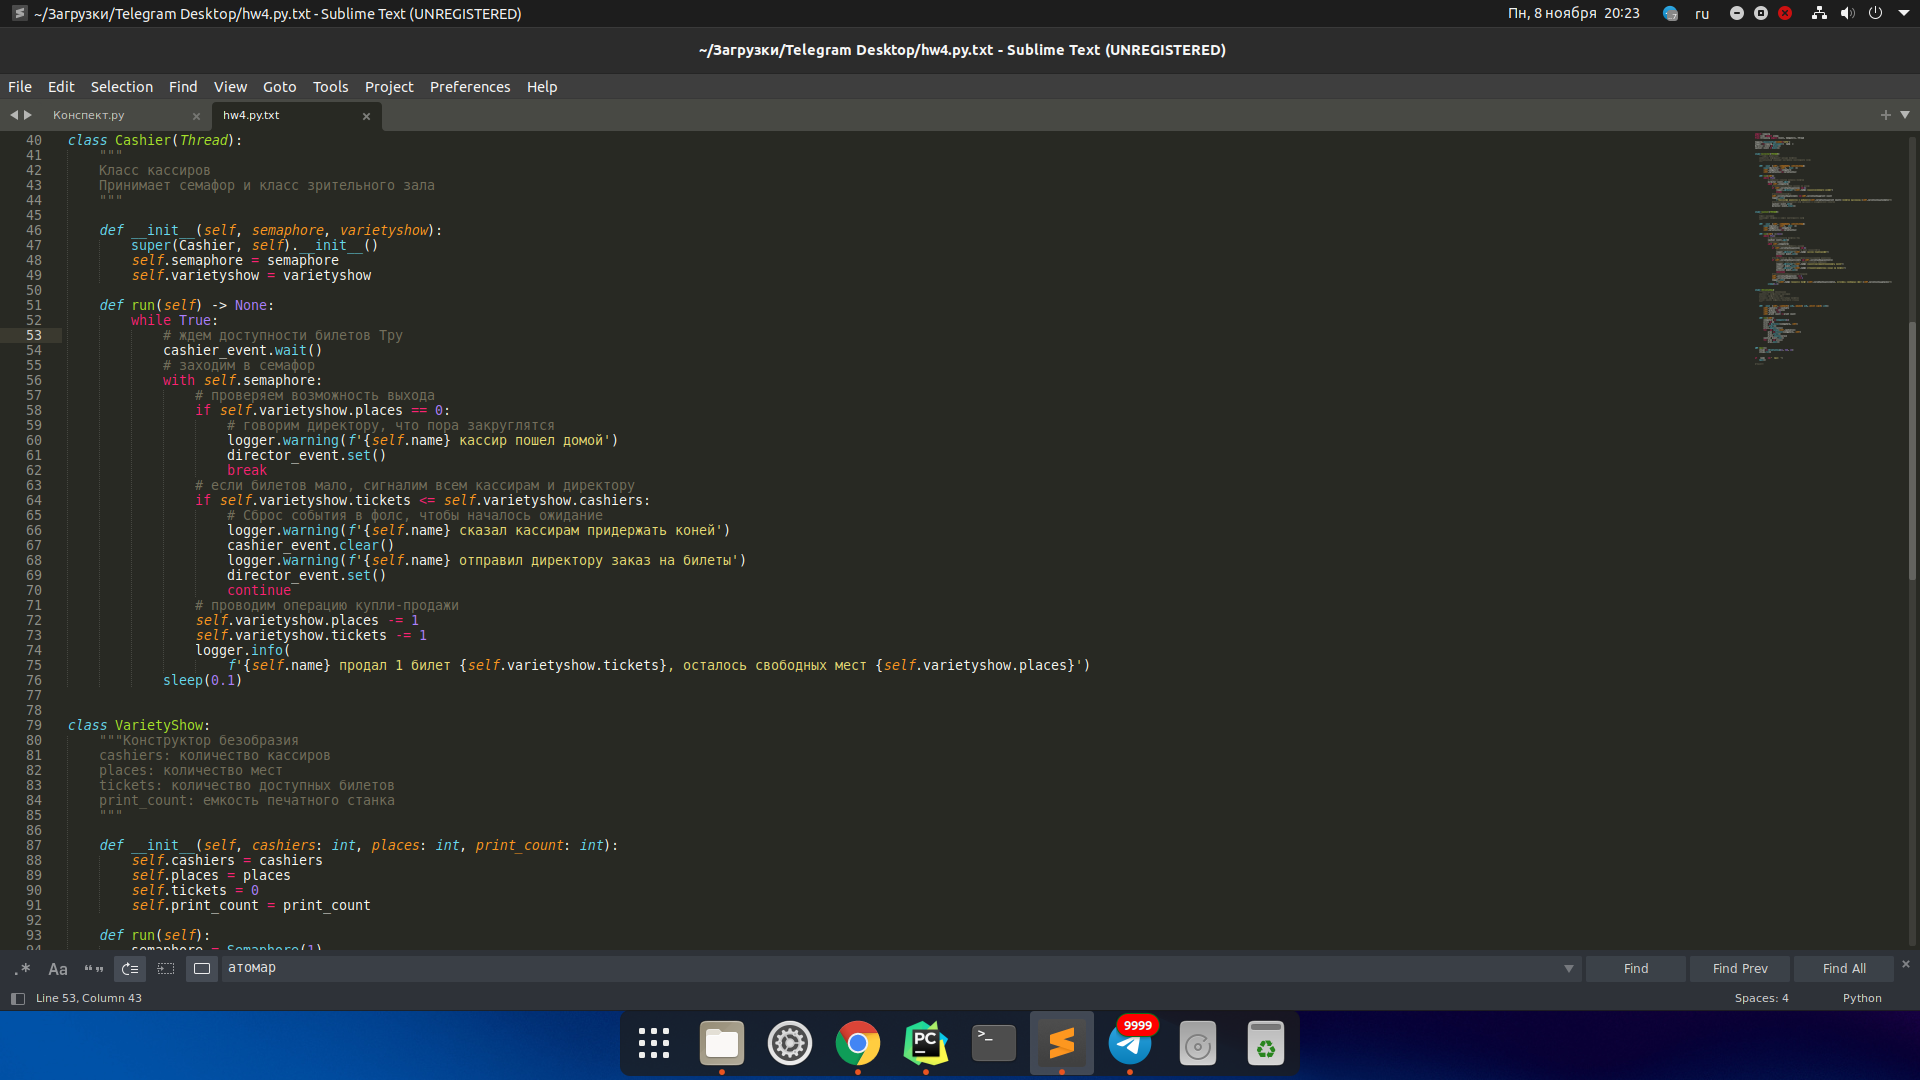 ~/Загрузки/Telegram Desktop/hw4.py.txt - Sublime Text (UNREGISTERED)
Пн, 8 ноября 20:23
ru
~/Загрузки/Telegram Desktop/hw4.py.txt - Sublime Text (UNREGISTERED)
File Edit Selection Find View Goto Tools Project Preferences Help
Конспект.py
hw4.py.txt
40 class Cashier(Thread):
41 """
42 Класс кассиров
43 Принимает семафор и класс зрительного зала
44 """
45
46 def __init__(self, semaphore, varietyshow):
47 super(Cashier, self).__init__()
48 self.semaphore = semaphore
49 self.varietyshow = varietyshow
50
51 def run(self) -> None:
52 while True:
53 # ждем доступности билетов Тру
54 cashier_event.wait()
55 # заходим в семафор
56 with self.semaphore:
57 # проверяем возможность выхода
58 if self.varietyshow.places == 0:
59 # говорим директору, что пора закруглятся
60 logger.warning(f'{self.name} кассир пошел домой')
61 director_event.set()
62 break
63 # если билетов мало, сигналим всем кассирам и директору
64 if self.varietyshow.tickets <= self.varietyshow.cashiers:
65 # Сброс события в фолс, чтобы началось ожидание
66 logger.warning(f'{self.name} сказал кассирам придержать коней')
67 cashier_event.clear()
68 logger.warning(f'{self.name} отправил директору заказ на билеты')
69 director_event.set()
70 continue
71 # проводим операцию купли-продажи
72 self.varietyshow.places -= 1
73 self.varietyshow.tickets -= 1
74 logger.info(
75 f'{self.name} продал 1 билет {self.varietyshow.tickets}, осталось свободных мест {self.varietyshow.places}')
76 sleep(0.1)
77
78
79 class VarietyShow:
80 """Конструктор безобразия
81 cashiers: количество кассиров
82 places: количество мест
83 tickets: количество доступных билетов
84 print_count: емкость печатного станка
85 """
86
87 def __init__(self, cashiers: int, places: int, print_count: int):
88 self.cashiers = cashiers
89 self.places = places
90 self.tickets = 0
91 self.print_count = print_count
92
93 def run(self):
94 semaphore = Semaphore(1)
.* Aa “” атомар Find Find Prev Find All
Line 53, Column 43
Spaces: 4 Python
PC
>_
9999